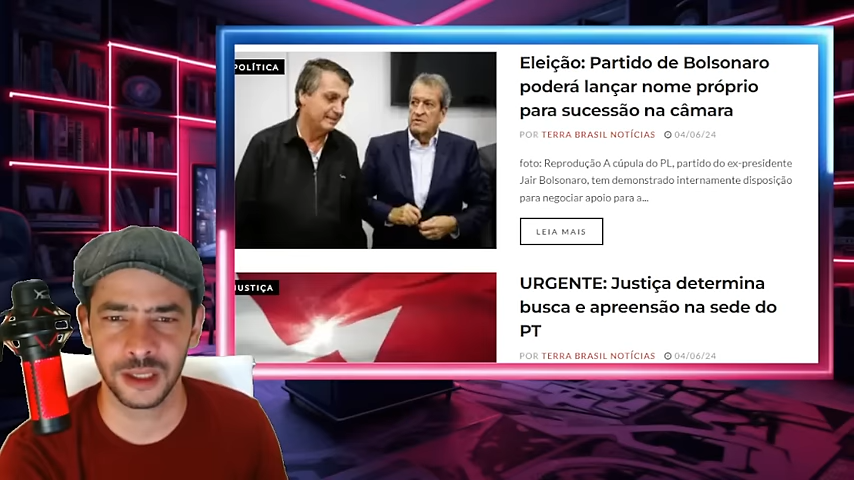 POLÍTICA
Eleição: Partido de Bolsonaro
poderá lançar nome próprio
para sucessão na câmara
POR TERRA BRASIL NOTÍCIAS 04/06/24
foto: Reprodução A cúpula do PL, partido do ex-presidente
Jair Bolsonaro, tem demonstrado internamente disposição
para negociar apoio para a...
LEIA MAIS
USTIÇA
URGENTE: Justiça determina
busca e apreensão na sede do
PT
POR TERRA BRASIL NOTÍCIAS 04/06/24